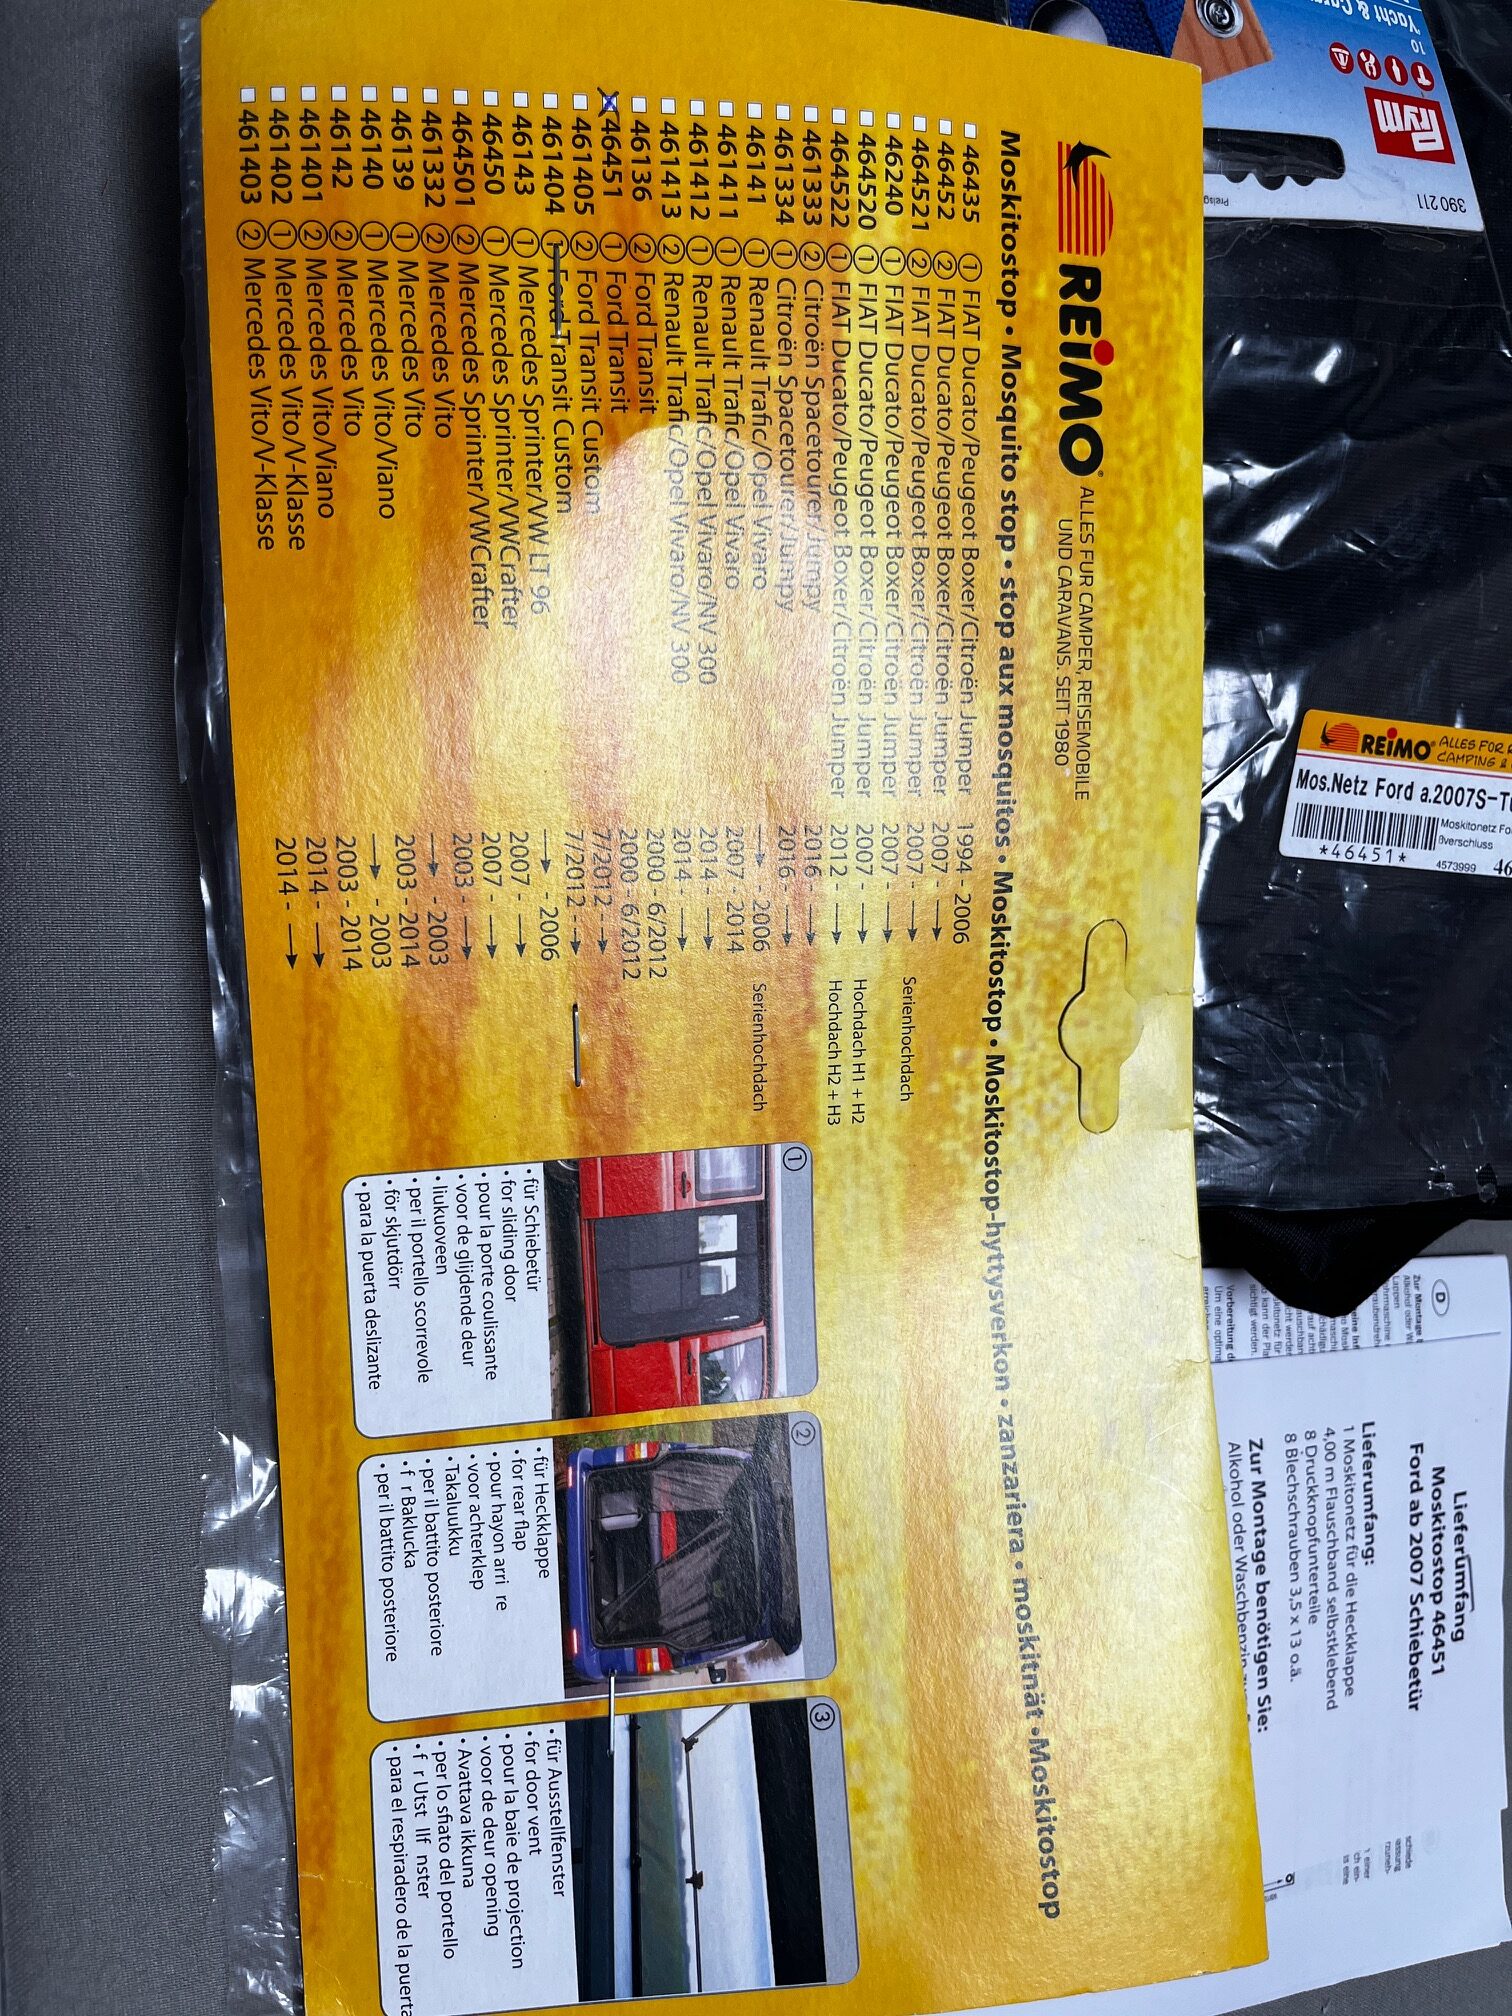 REIMO® ALLES FUR CAMPER, REISEMOBILE
UND CARAVANS. SEIT 1980
Moskitostop • Mosquito stop • stop aux mosquitos • Moskitostop • Moskitostop-hyttysverkon • zanzariera • moskitnät •Moskitostop
46435 ① FIAT Ducato/Peugeot Boxer/Citroën Jumper 1994 - 2006
46452 ② FIAT Ducato/Peugeot Boxer/Citroën Jumper 2007 - →
464521 ② FIAT Ducato/Peugeot Boxer/Citroën Jumper 2007 - → Serienhochdach
46240 ① FIAT Ducato/Peugeot Boxer/Citroën Jumper 2007 - →
464520 ① FIAT Ducato/Peugeot Boxer/Citroën Jumper 2007 - → Hochdach H1 + H2
464522 ① FIAT Ducato/Peugeot Boxer/Citroën Jumper 2012 - → Hochdach H2 + H3
461333 ② Citroën Spacetourer/Jumpy 2016 - →
461334 ① Citroën Spacetourer/Jumpy 2016 - →
46141 ① Renault Trafic/Opel Vivaro → - 2006 Serienhochdach
461411 ① Renault Trafic/Opel Vivaro 2007 - 2014
461412 ① Renault Trafic/Opel Vivaro/NV 300 2014 - →
461413 ② Renault Trafic/Opel Vivaro/NV 300 2014 - →
46136 ② Ford Transit 2000 - 6/2012
46451 ① Ford Transit 2000 - 6/2012
461405 ② Ford Transit Custom 7/2012 - →
461404 ① Ford Transit Custom 7/2012 - →
46143 ① Mercedes Sprinter/VW LT 96 → - 2006
46450 ① Mercedes Sprinter/VWCrafter 2007 - →
464501 ② Mercedes Sprinter/VWCrafter 2007 - →
461332 ② Mercedes Vito 2003 - →
46139 ① Mercedes Vito → - 2003
46140 ① Mercedes Vito/Viano 2003 - 2014
46142 ② Mercedes Vito → - 2003
461401 ② Mercedes Vito/Viano 2003 - 2014
461402 ① Mercedes Vito/V-Klasse 2014 - →
461403 ② Mercedes Vito/V-Klasse 2014 - →
①
• für Schiebetür
• for sliding door
• pour la porte coulissante
• voor de glijdende deur
• liukuoveen
• per il portello scorrevole
• för skjutdörr
• para la puerta deslizante
②
• für Heckklappe
• for rear flap
• pour hayon arri re
• voor achterklep
• Takaluukku
• per il battito posteriore
• f r Baklucka
• per il battito posteriore
③
• für Ausstellfenster
• for door vent
• pour la baie de projection
• voor de deur opening
• Avattava ikkuna
• per lo sfiato del portello
• f r Utst llf nster
• para el respiradero de la puerta
Prym
390 211
10
Yacht &
REIMO® ALLES FOR
CAMPING &
Mos.Netz Ford a.2007S-
Moskitonetz
*46451*
4573999
D
Lieferumfang
Moskitostop 46451
Ford ab 2007 Schiebetür
Lieferumfang:
1 Moskitonetz für die Heckklappe
4,00 m Flauschband selbstklebend
8 Druckknopfunterteile
8 Blechschrauben 3,5 x 13 o.ä.
Zur Montage benötigen Sie:
Alkohol oder Waschbenzin